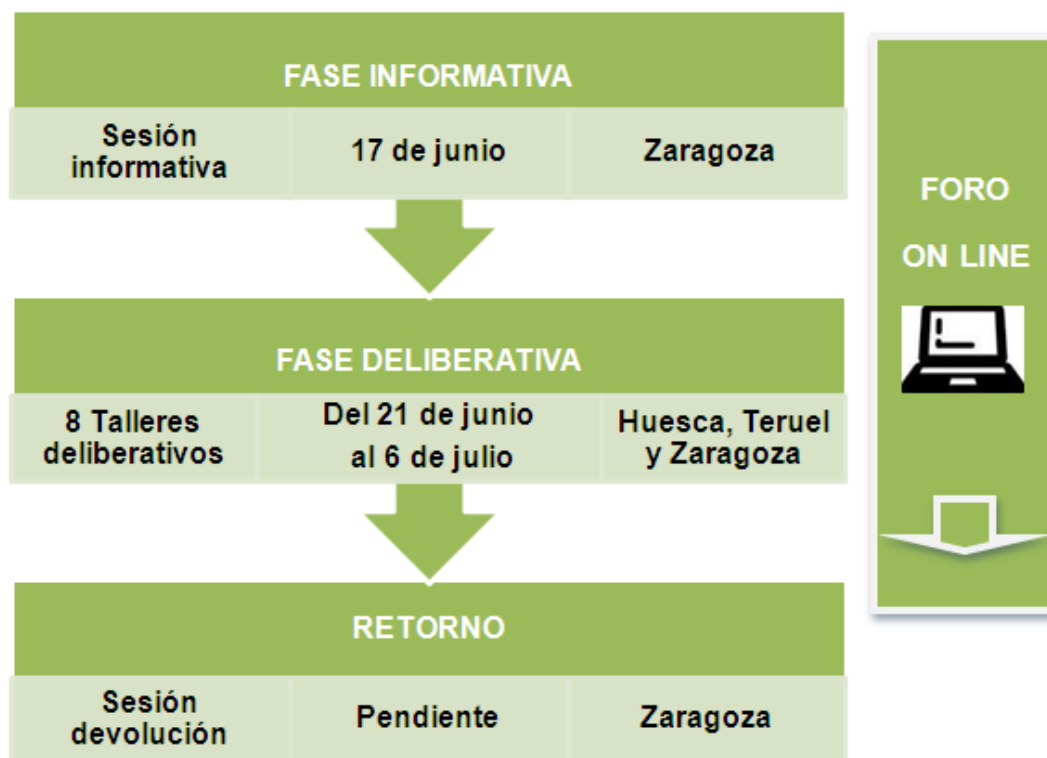 FASE INFORMATIVA
Sesión
informativa
17 de junio
Zaragoza
FASE DELIBERATIVA
8 Talleres
deliberativos
Del 21 de junio
al 6 de julio
Huesca, Teruel
y Zaragoza
RETORNO
Sesión
devolución
Pendiente
Zaragoza
FORO
ON LINE